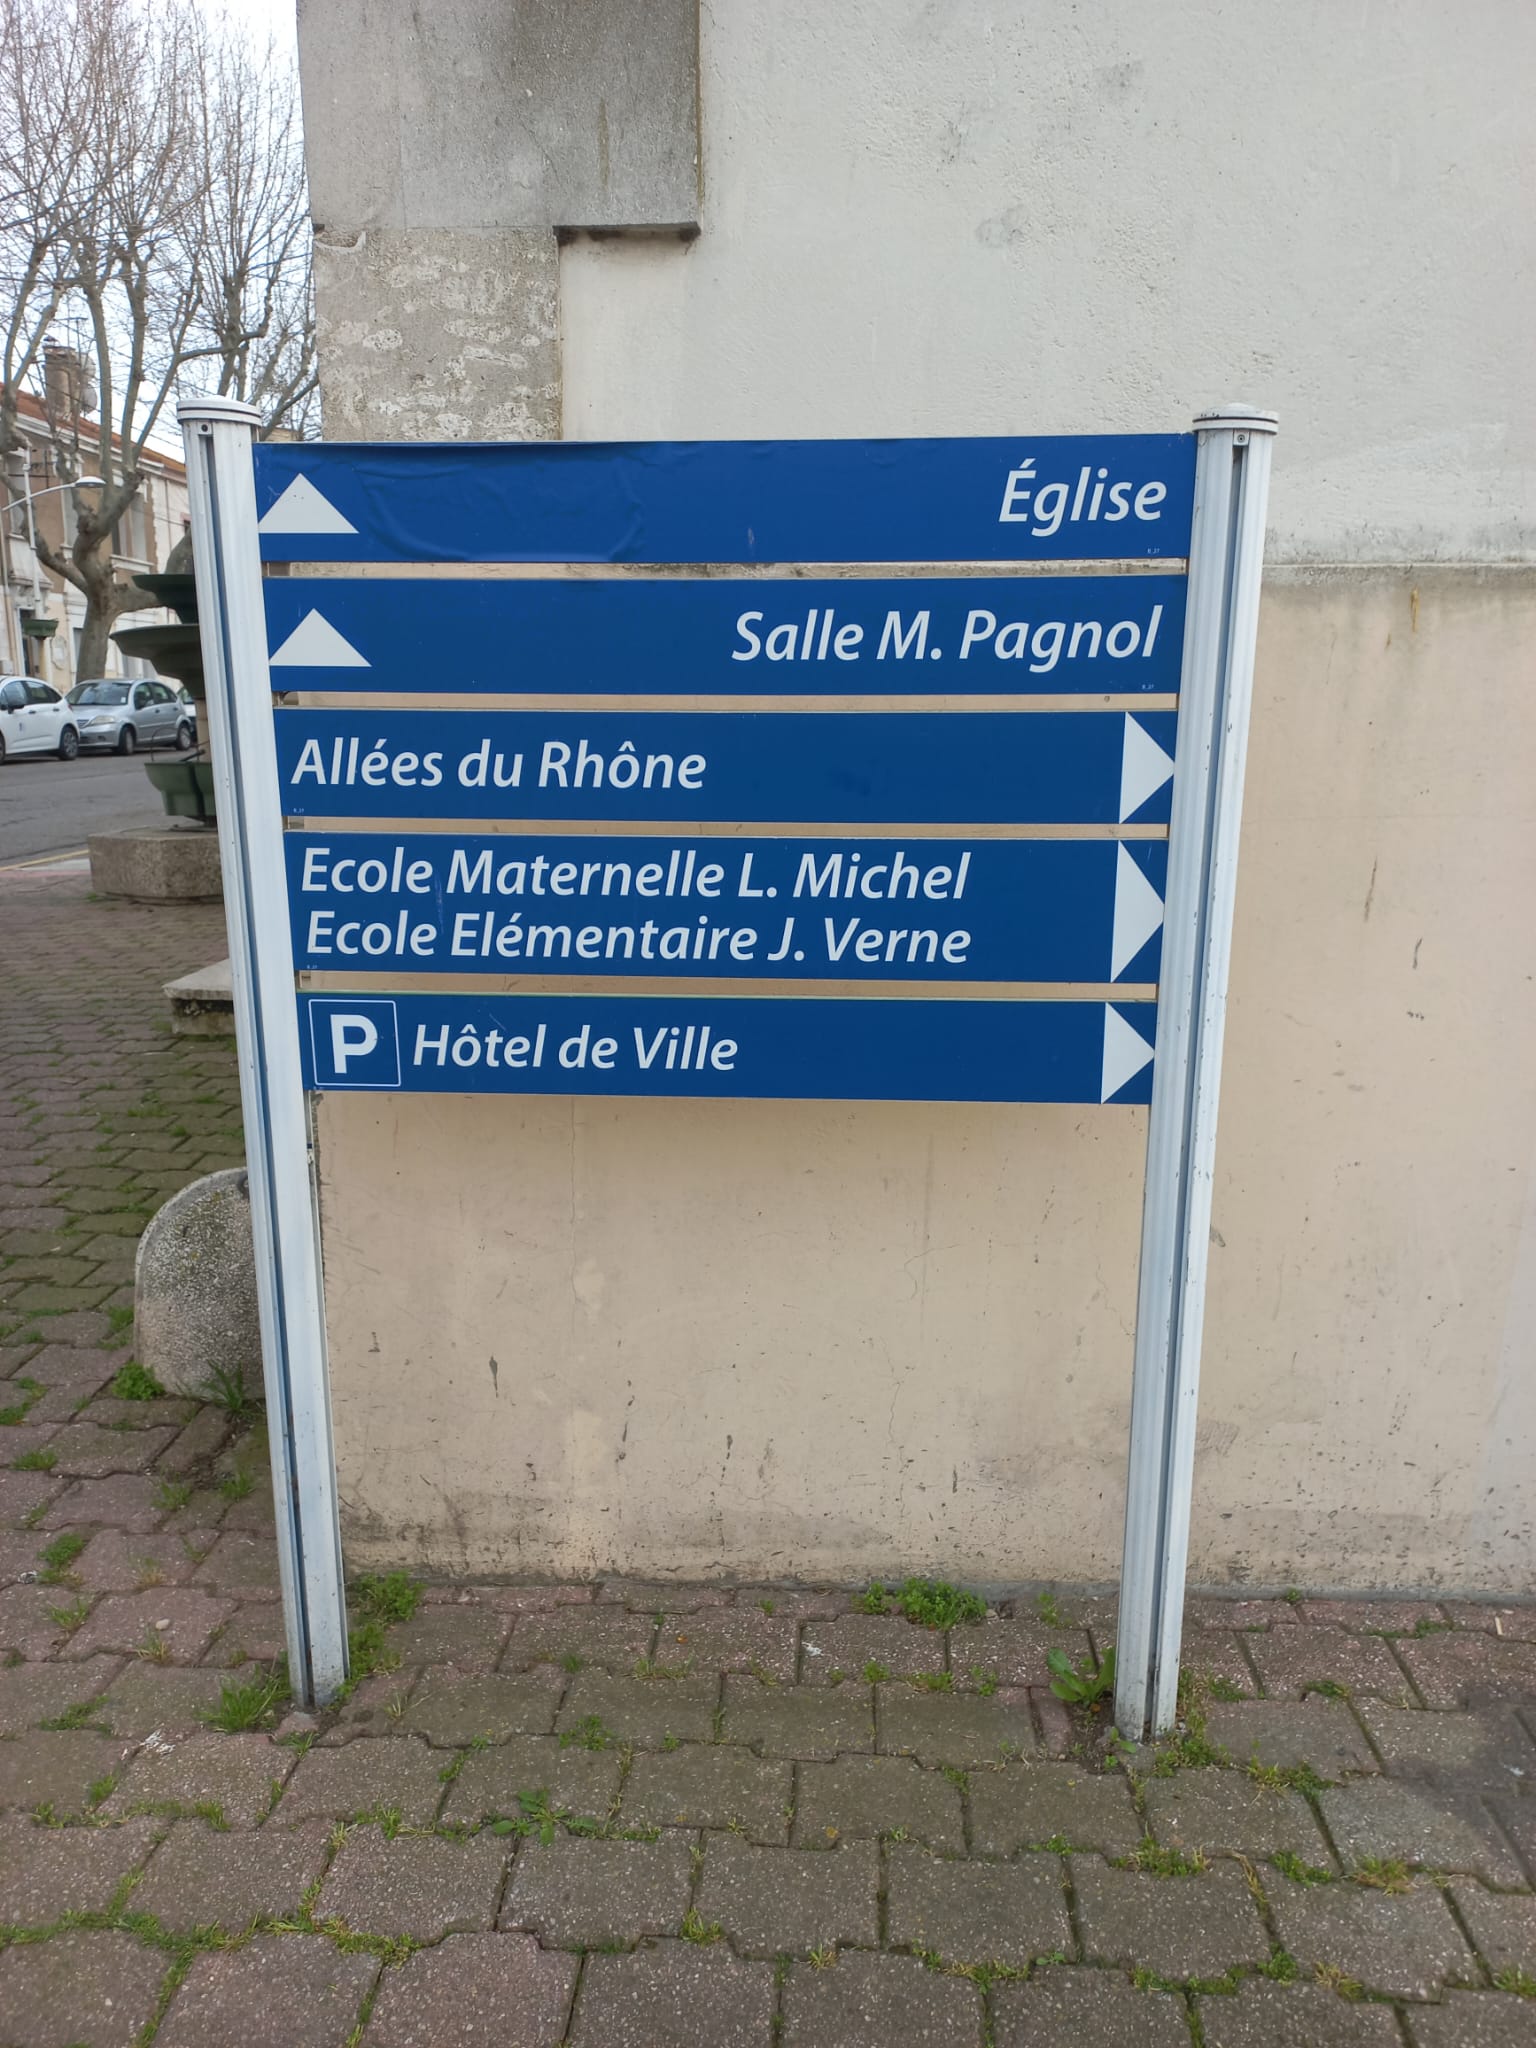 Église
Salle M. Pagnol
Allées du Rhône
Ecole Maternelle L. Michel
Ecole Elémentaire J. Verne
P Hôtel de Ville